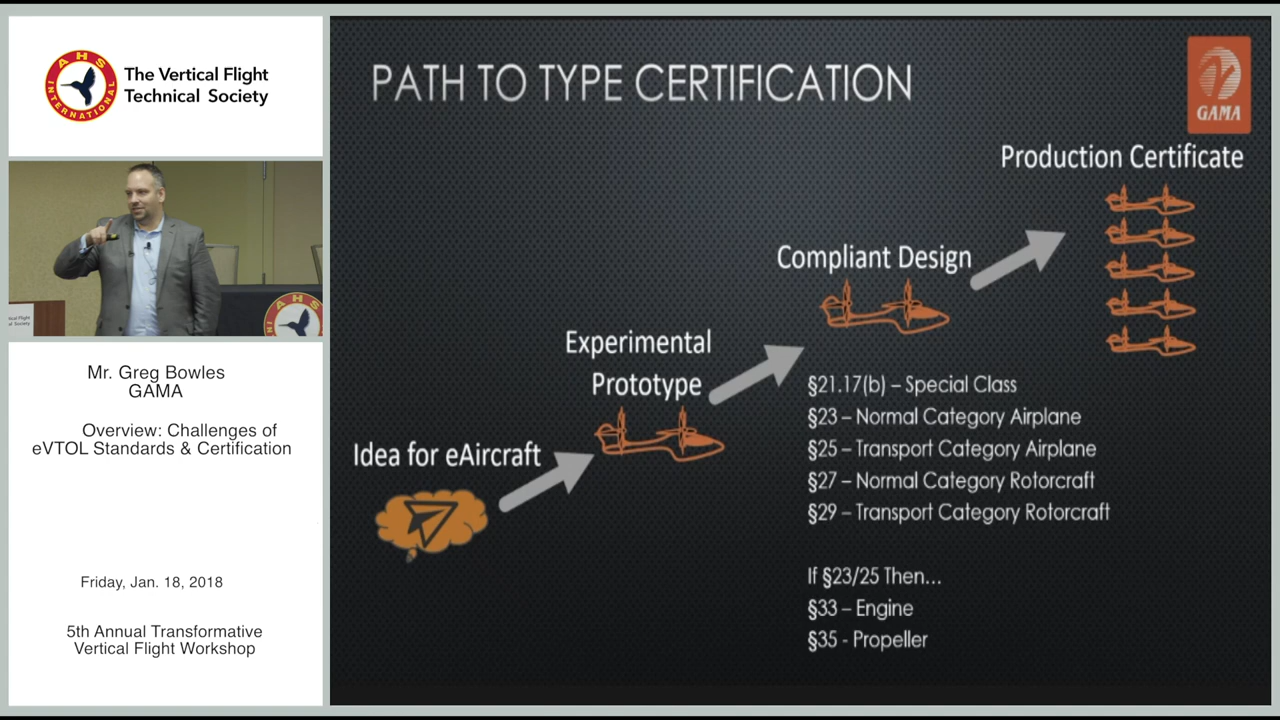 AHS
INTERNATIONAL
The Vertical Flight
Technical Society
Mr. Greg Bowles
GAMA
Overview: Challenges of
eVTOL Standards & Certification
Friday, Jan. 18, 2018
5th Annual Transformative
Vertical Flight Workshop
PATH TO TYPE CERTIFICATION
GAMA
Production Certificate
Compliant Design
Experimental
Prototype
Idea for eAircraft
§21.17(b) – Special Class
§23 – Normal Category Airplane
§25 – Transport Category Airplane
§27 – Normal Category Rotorcraft
§29 – Transport Category Rotorcraft
If §23/25 Then...
§33 – Engine
§35 - Propeller
AHS